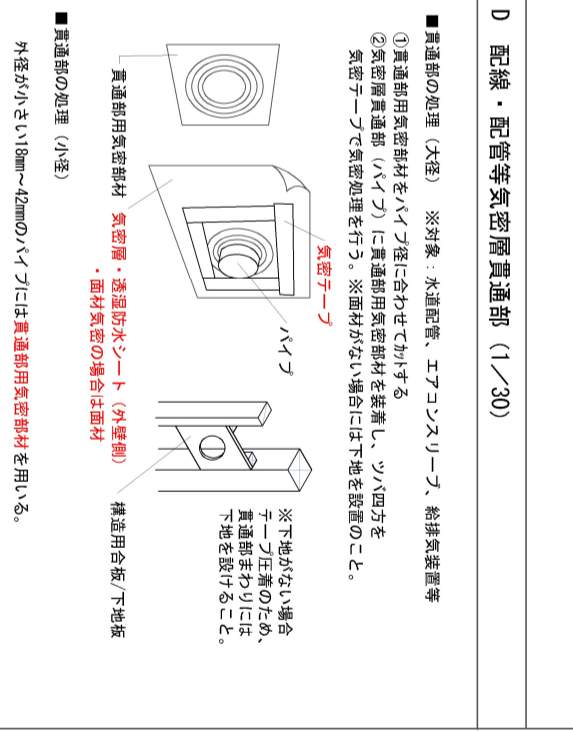 D 配線・配管等気密層貫通部（1／30）
■貫通部の処理（大径） ※対象：水道配管、エアコンスリーブ、給排気装置等
①貫通部用気密部材をパイプ径に合わせてｶｯﾄする
②気密層貫通部（パイプ）に貫通部用気密部材を装着し、ツバ四方を
気密テープで気密処理を行う。※面材がない場合には下地を設置のこと。
気密テープ
パイプ
※下地がない場合
テープ圧着のため、
貫通部まわりには
下地を設けること。
貫通部用気密部材
気密層・透湿防水シート（外壁側）
・面材気密の場合は面材
構造用合板/下地板
■貫通部の処理（小径）
外径が小さい18㎜～42㎜のパイプには貫通部用気密部材を用いる。